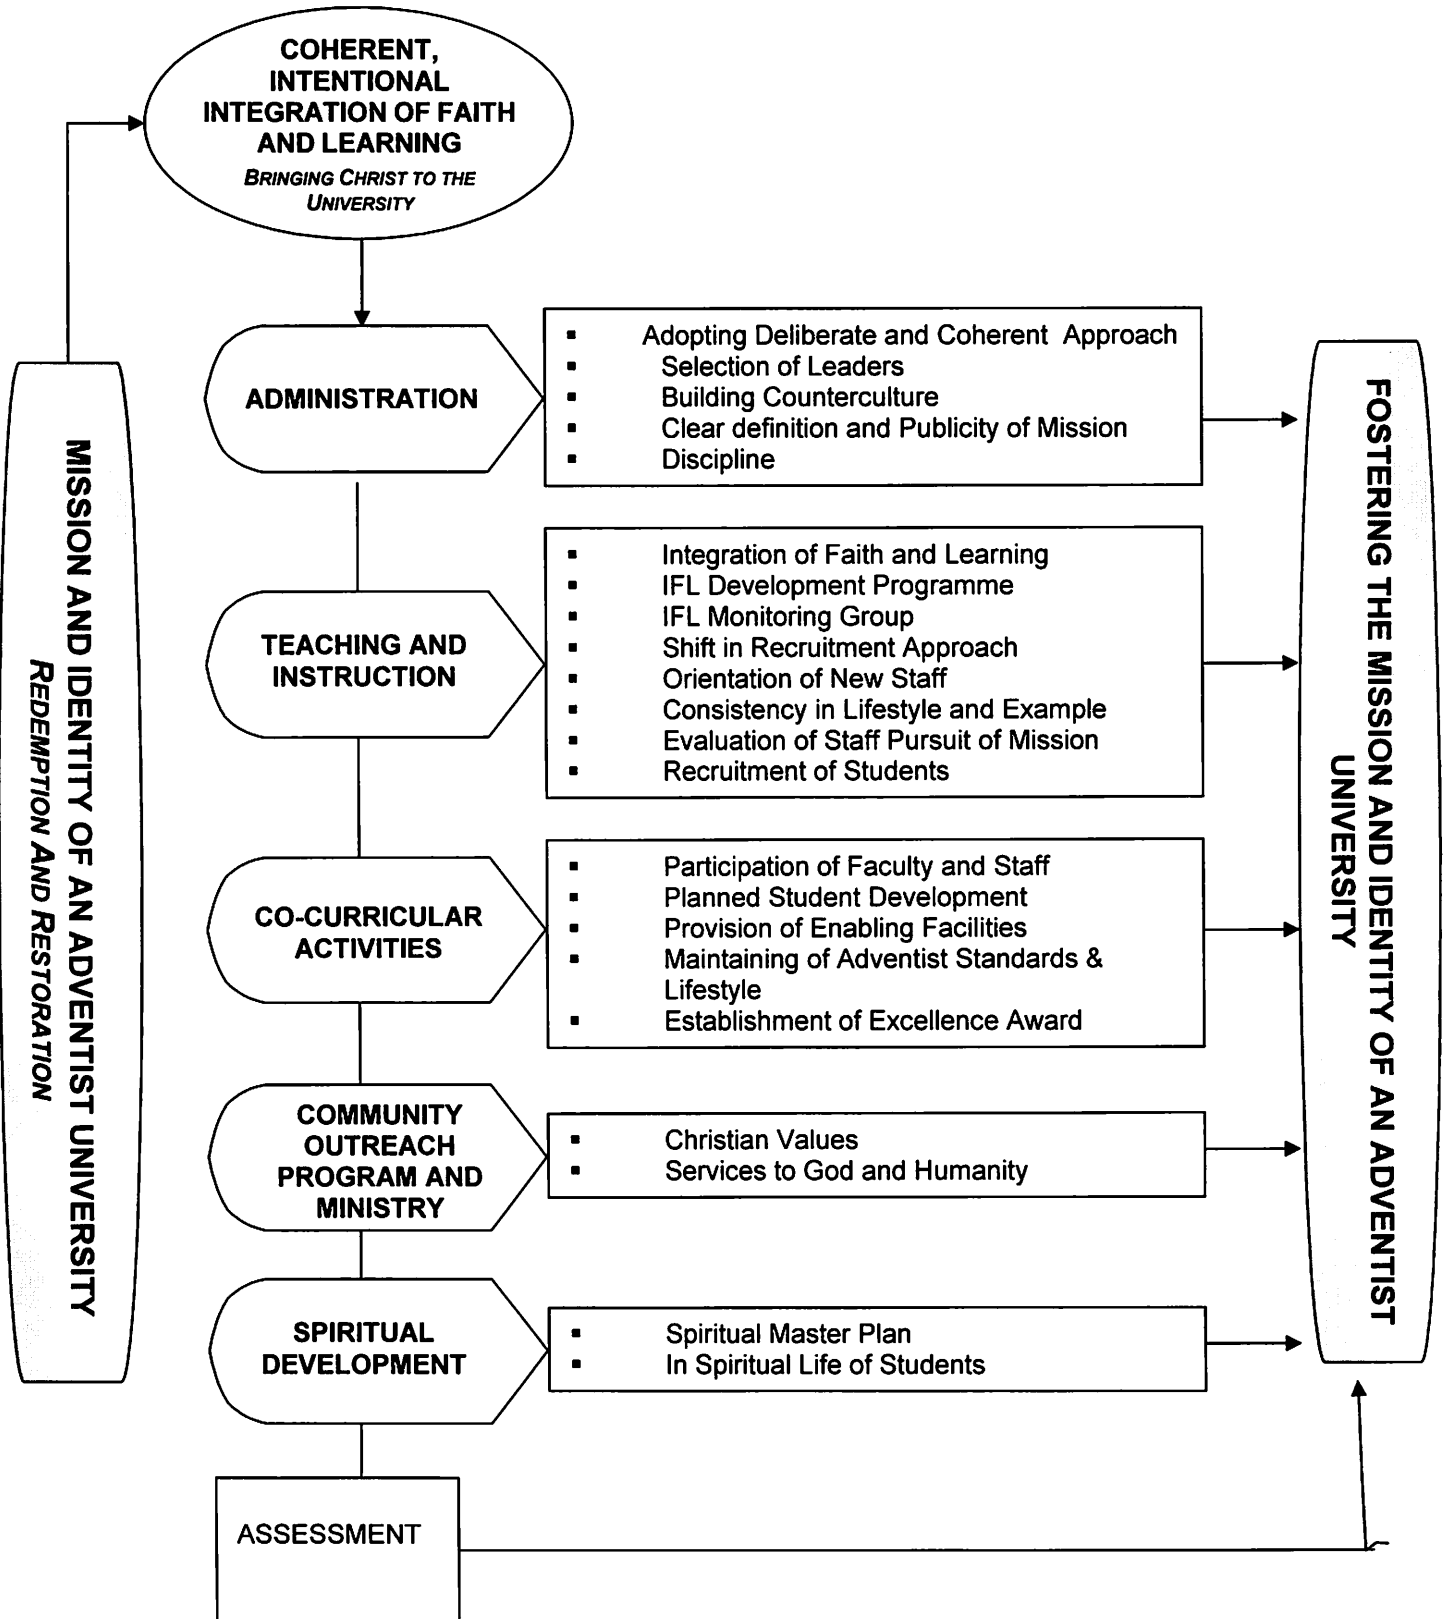 COHERENT,
INTENTIONAL
INTEGRATION OF FAITH
AND LEARNING
BRINGING CHRIST TO THE
UNIVERSITY
MISSION AND IDENTITY OF AN ADVENTIST UNIVERSITY
REDEMPTION AND RESTORATION
ADMINISTRATION
▪ Adopting Deliberate and Coherent Approach
▪ Selection of Leaders
▪ Building Counterculture
▪ Clear definition and Publicity of Mission
▪ Discipline
TEACHING AND
INSTRUCTION
▪ Integration of Faith and Learning
▪ IFL Development Programme
▪ IFL Monitoring Group
▪ Shift in Recruitment Approach
▪ Orientation of New Staff
▪ Consistency in Lifestyle and Example
▪ Evaluation of Staff Pursuit of Mission
▪ Recruitment of Students
CO-CURRICULAR
ACTIVITIES
▪ Participation of Faculty and Staff
▪ Planned Student Development
▪ Provision of Enabling Facilities
▪ Maintaining of Adventist Standards &
Lifestyle
▪ Establishment of Excellence Award
COMMUNITY
OUTREACH
PROGRAM AND
MINISTRY
▪ Christian Values
▪ Services to God and Humanity
SPIRITUAL
DEVELOPMENT
▪ Spiritual Master Plan
▪ In Spiritual Life of Students
ASSESSMENT
FOSTERING THE MISSION AND IDENTITY OF AN ADVENTIST
UNIVERSITY